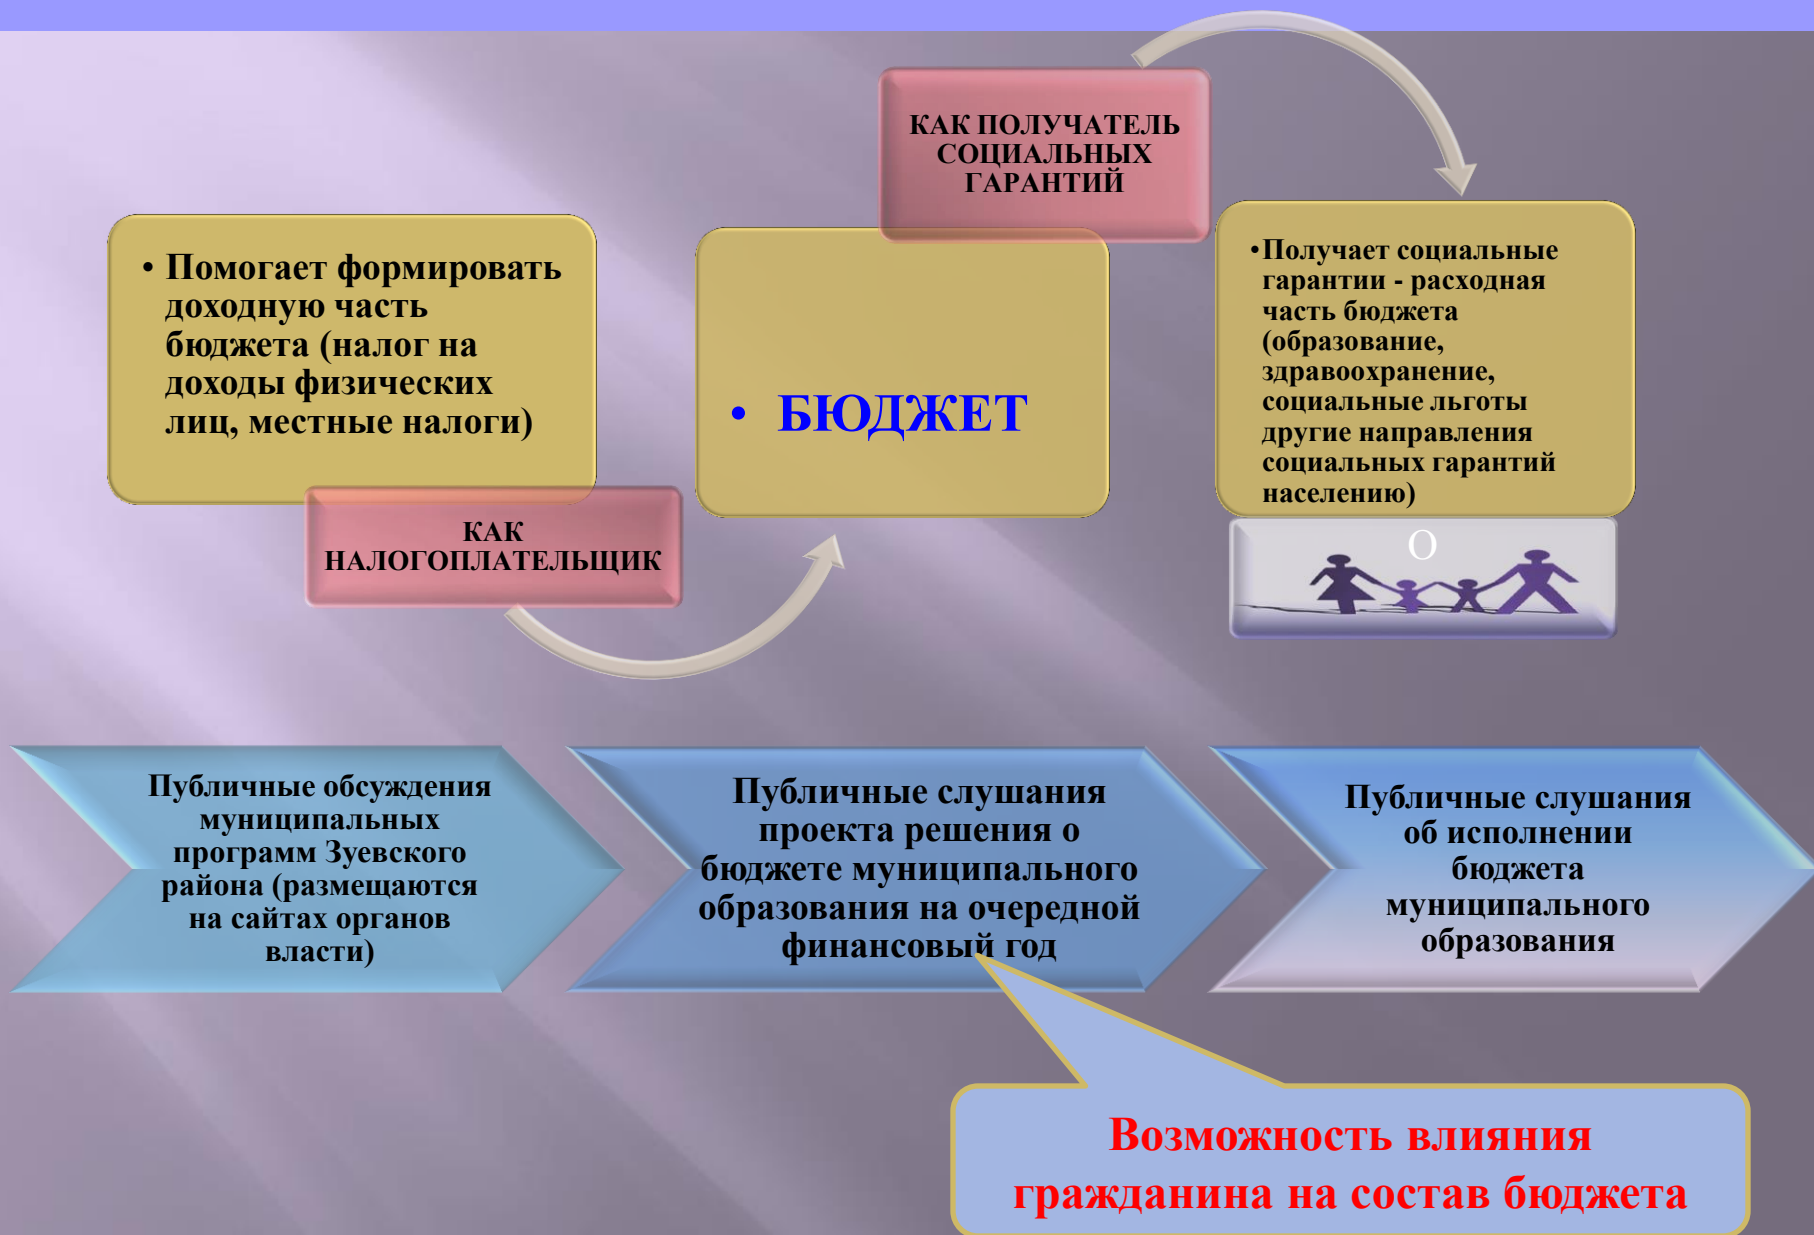 КАК ПОЛУЧАТЕЛЬ
СОЦИАЛЬНЫХ
ГАРАНТИЙ
• Помогает формировать
доходную часть
бюджета (налог на
доходы физических
лиц, местные налоги)
КАК
НАЛОГОПЛАТЕЛЬЩИК
• БЮДЖЕТ
•Получает социальные
гарантии - расходная
часть бюджета
(образование,
здравоохранение,
социальные льготы
другие направления
социальных гарантий
населению)
О
Публичные обсуждения
муниципальных
программ Зуевского
района (размещаются
на сайтах органов
власти)
Публичные слушания
проекта решения о
бюджете муниципального
образования на очередной
финансовый год
Публичные слушания
об исполнении
бюджета
муниципального
образования
Возможность влияния
гражданина на состав бюджета